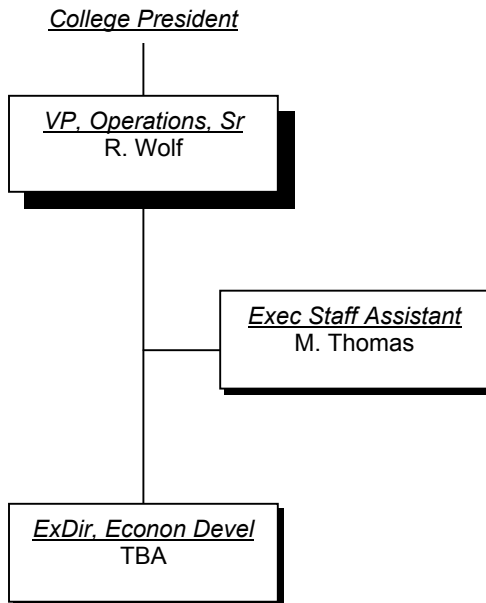 College President
VP, Operations, Sr
R. Wolf
Exec Staff Assistant
M. Thomas
ExDir, Econon Devel
TBA